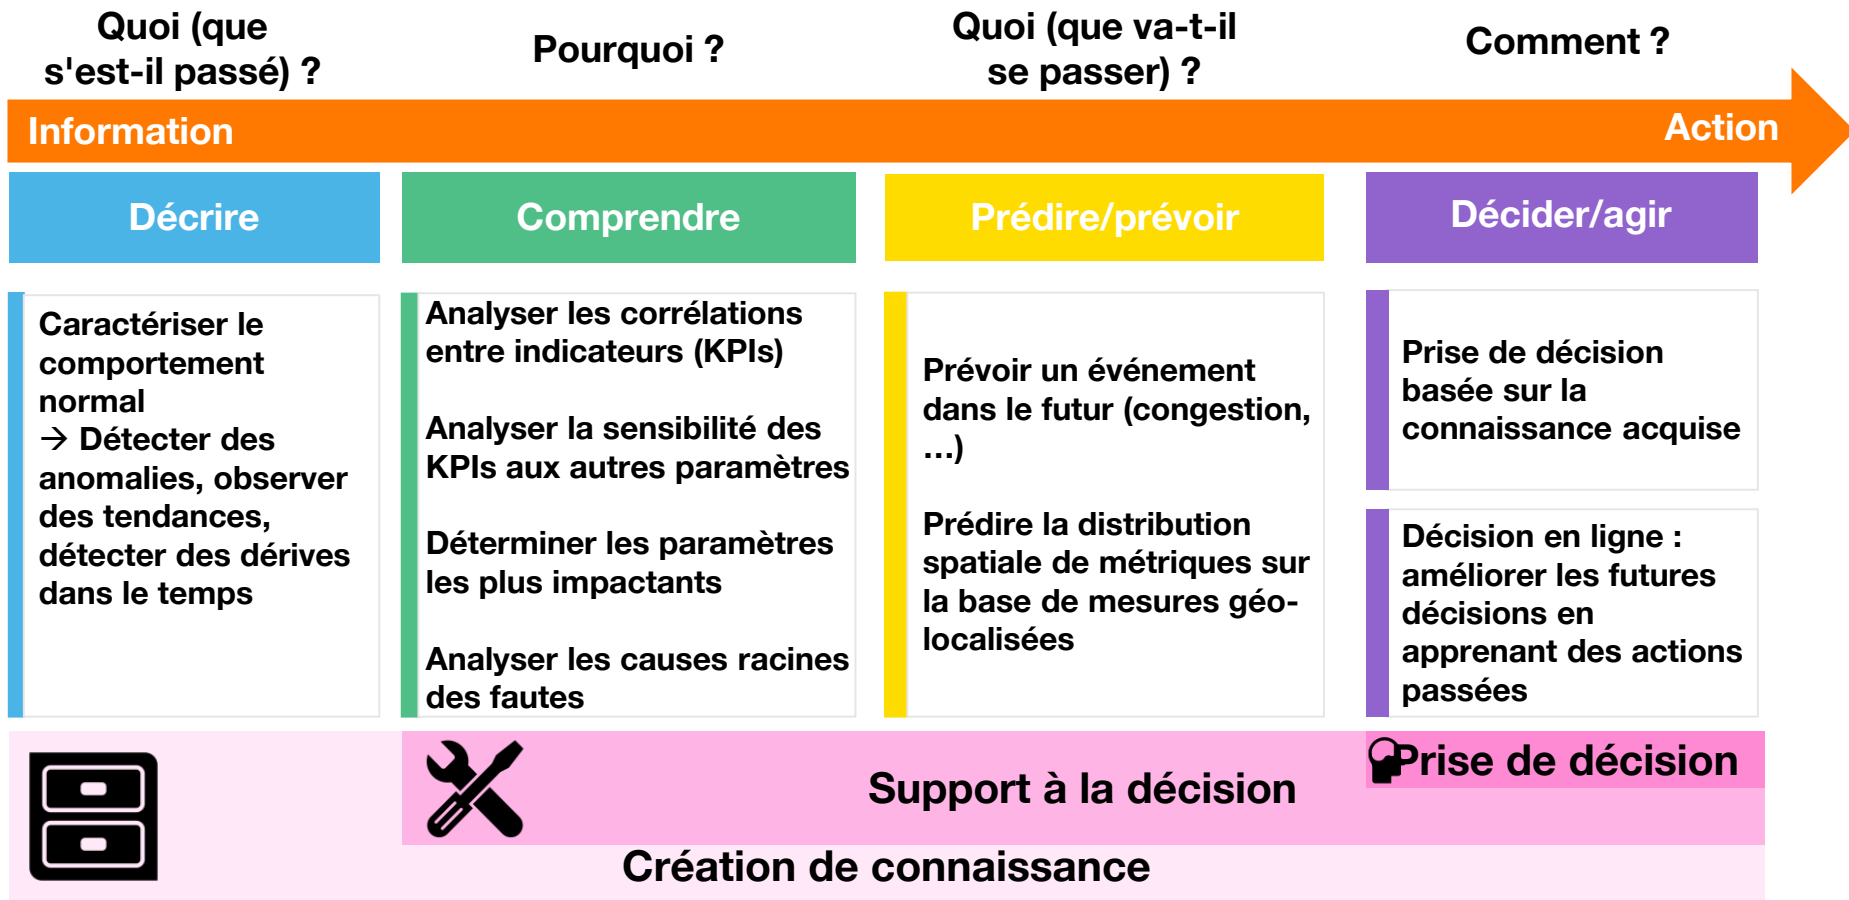 Quoi (que
s'est-il passé) ?
Pourquoi ?
Quoi (que va-t-il
se passer) ?
Comment ?
Information
Action
Décrire
Comprendre
Prédire/prévoir
Décider/agir
Caractériser le
comportement
normal
→ Détecter des
anomalies, observer
des tendances,
détecter des dérives
dans le temps
Analyser les corrélations
entre indicateurs (KPIs)
Analyser la sensibilité des
KPIs aux autres paramètres
Déterminer les paramètres
les plus impactants
Analyser les causes racines
des fautes
Prévoir un événement
dans le futur (congestion,
…)
Prédire la distribution
spatiale de métriques sur
la base de mesures géo-
localisées
Prise de décision
basée sur la
connaissance acquise
Décision en ligne :
améliorer les futures
décisions en
apprenant des actions
passées
Prise de décision
Support à la décision
Création de connaissance